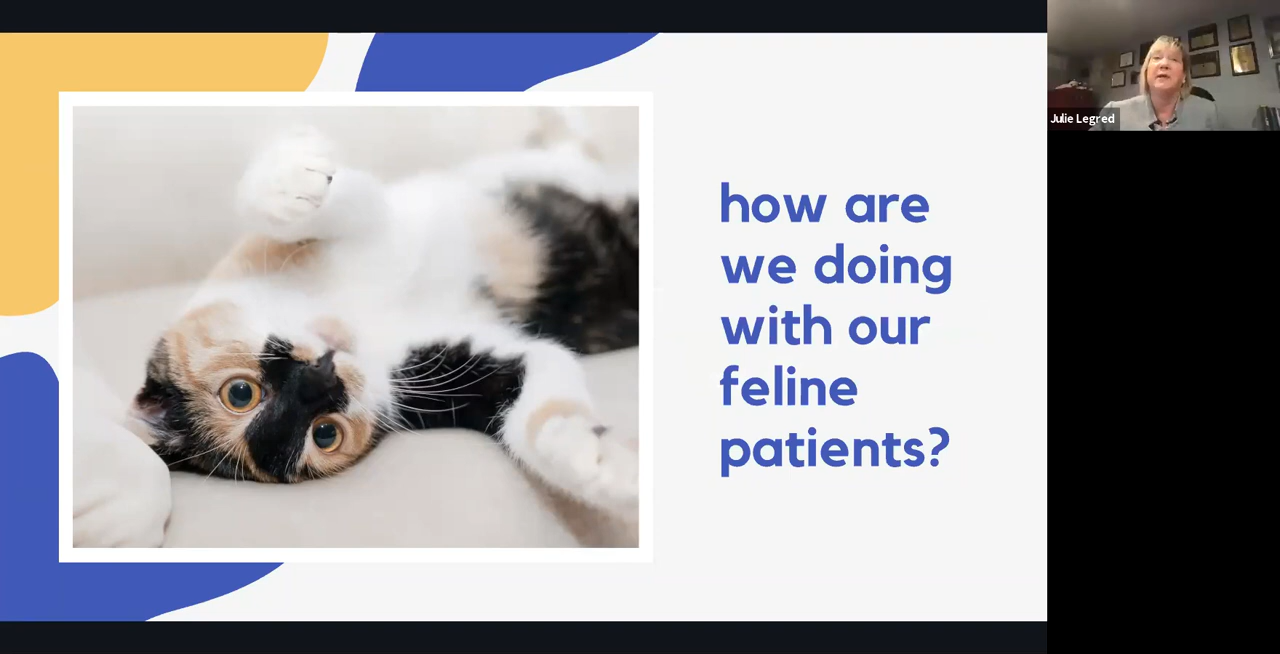 how are
we doing
with our
feline
patients?
Julie Legred